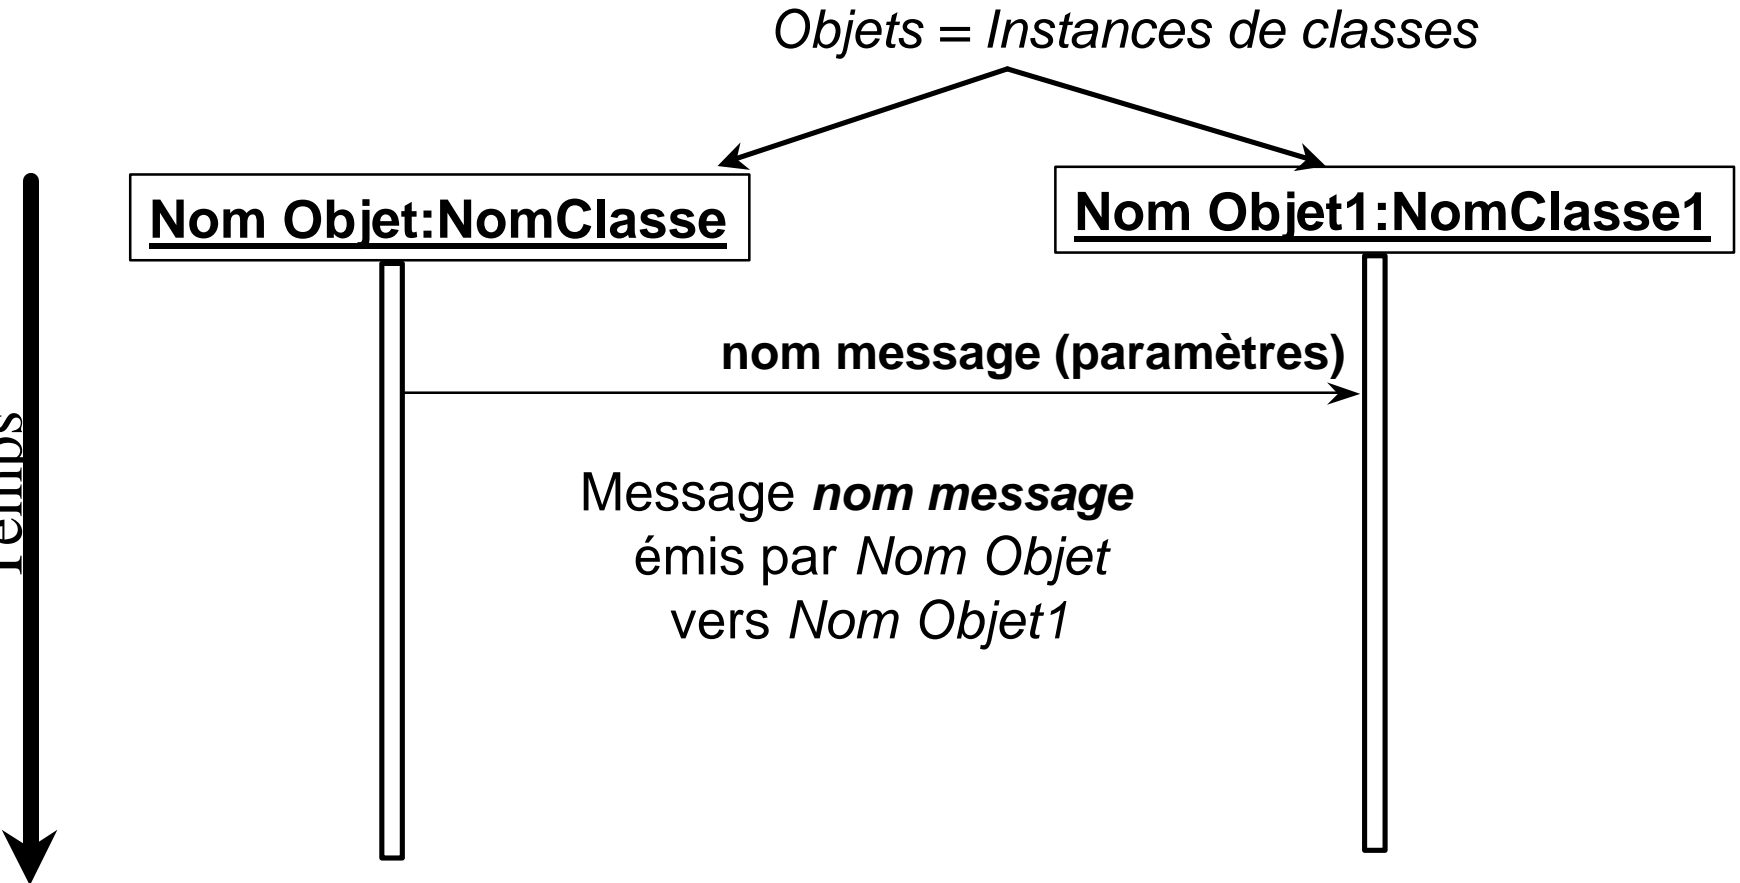 Objets = Instances de classes
Nom Objet:NomClasse
Nom Objet1:NomClasse1
nom message (paramètres)
Temps
Message nom message
émis par Nom Objet
vers Nom Objet1